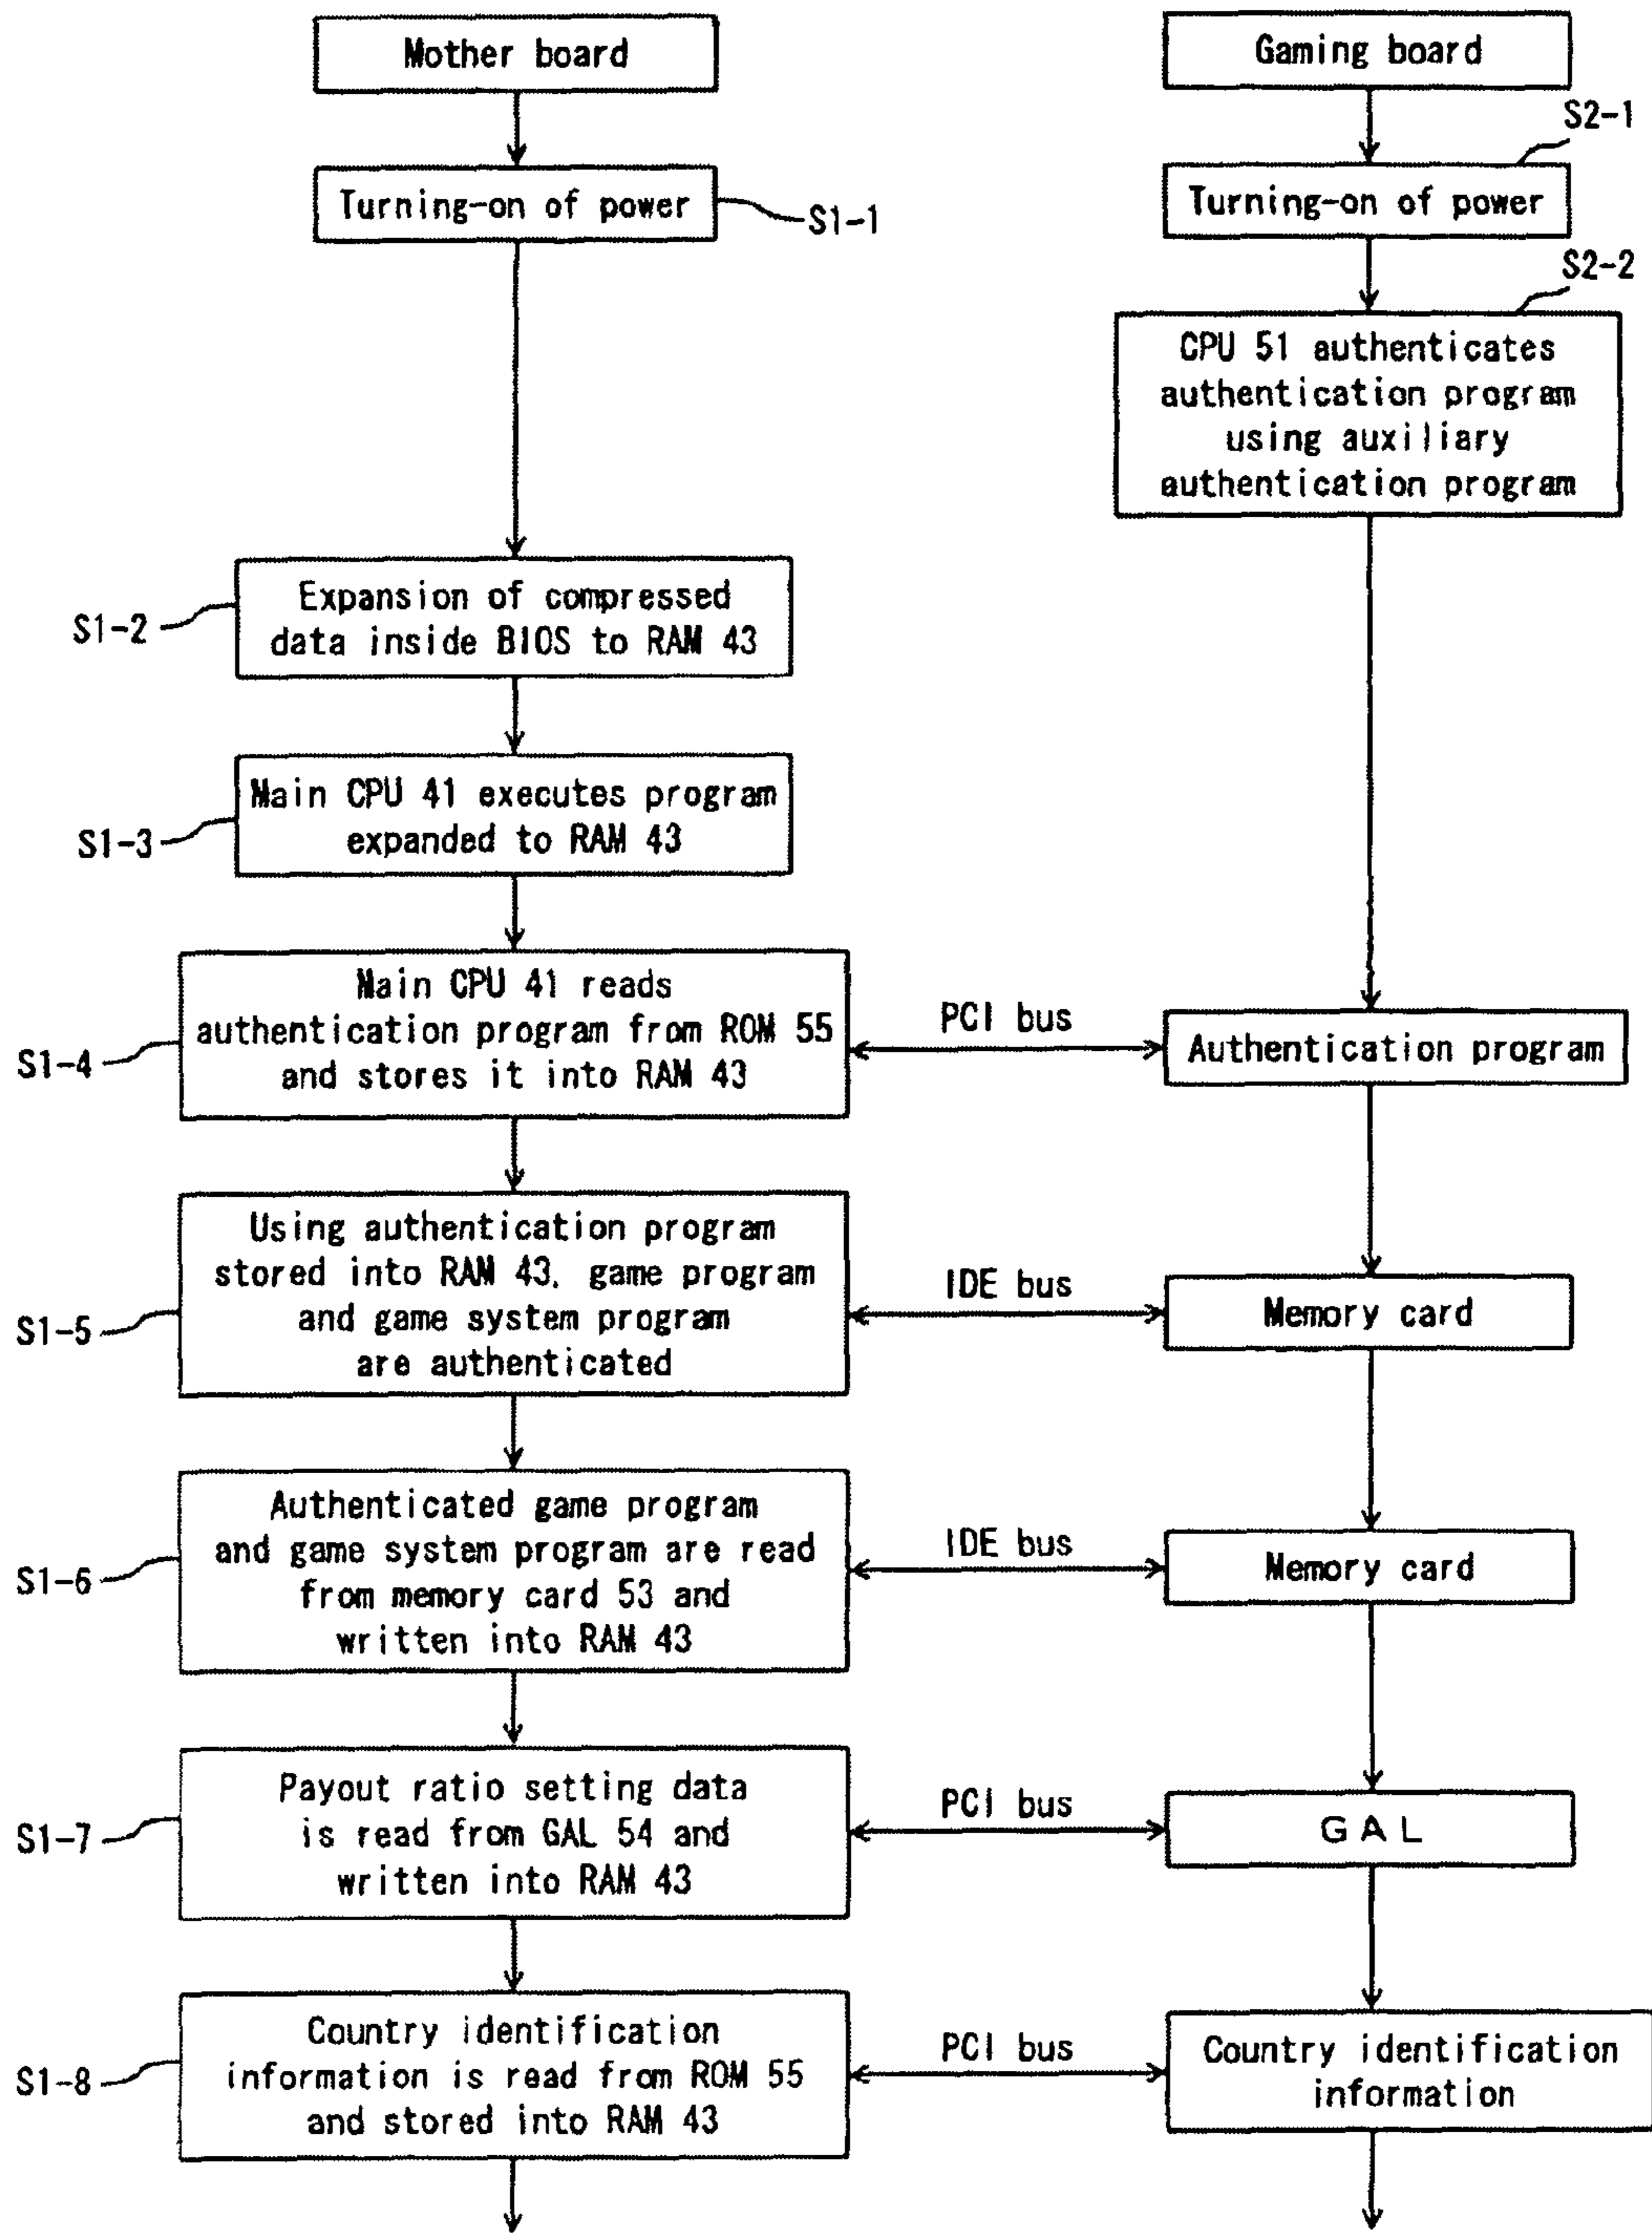 Mother board
Turning-on of power
S1-1
Expansion of compressed
data inside BIOS to RAM 43
S1-2
Main CPU 41 executes program
expanded to RAM 43
S1-3
Main CPU 41 reads
authentication program from ROM 55
and stores it into RAM 43
S1-4
Using authentication program
stored into RAM 43, game program
and game system program
are authenticated
S1-5
Authenticated game program
and game system program are read
from memory card 53 and
written into RAM 43
S1-6
Payout ratio setting data
is read from GAL 54 and
written into RAM 43
S1-7
Country identification
information is read from ROM 55
and stored into RAM 43
S1-8
PCI bus
IDE bus
IDE bus
PCI bus
PCI bus
Gaming board
S2-1
Turning-on of power
S2-2
CPU 51 authenticates
authentication program
using auxiliary
authentication program
Authentication program
Memory card
Memory card
GAL
Country identification
information